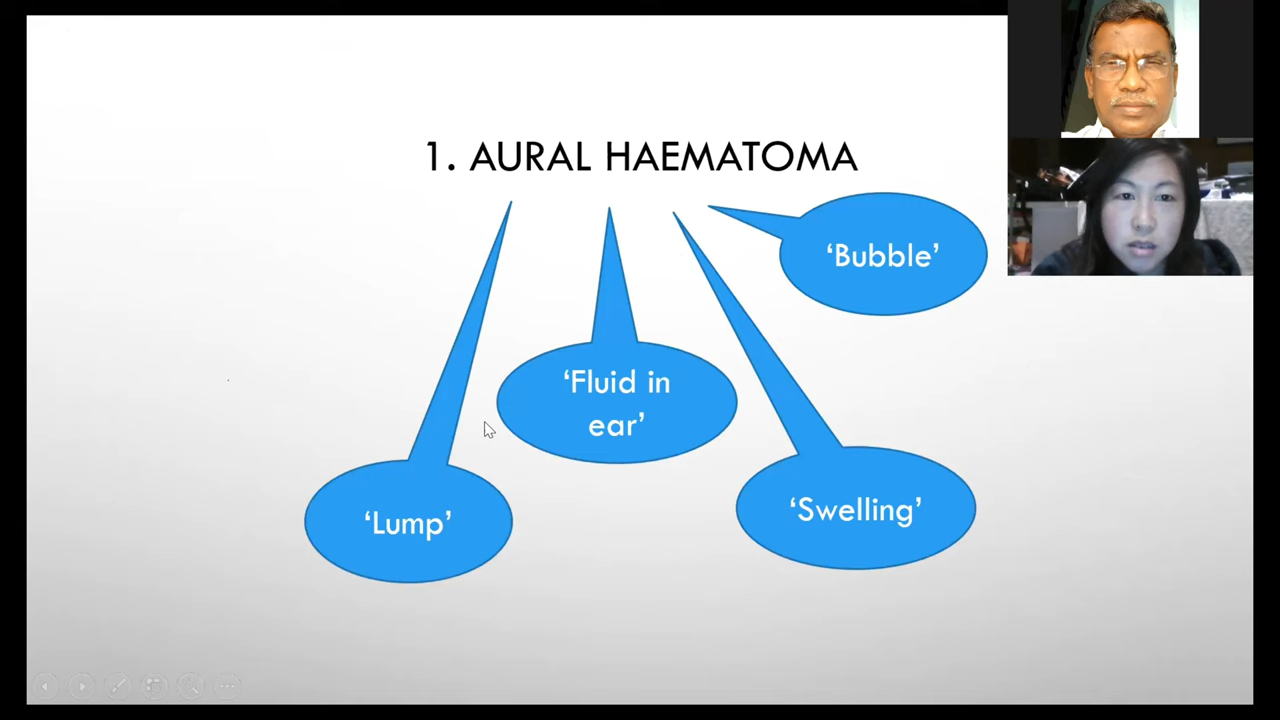 1. AURAL HAEMATOMA
‘Bubble’
‘Fluid in
ear’
‘Lump’
‘Swelling’